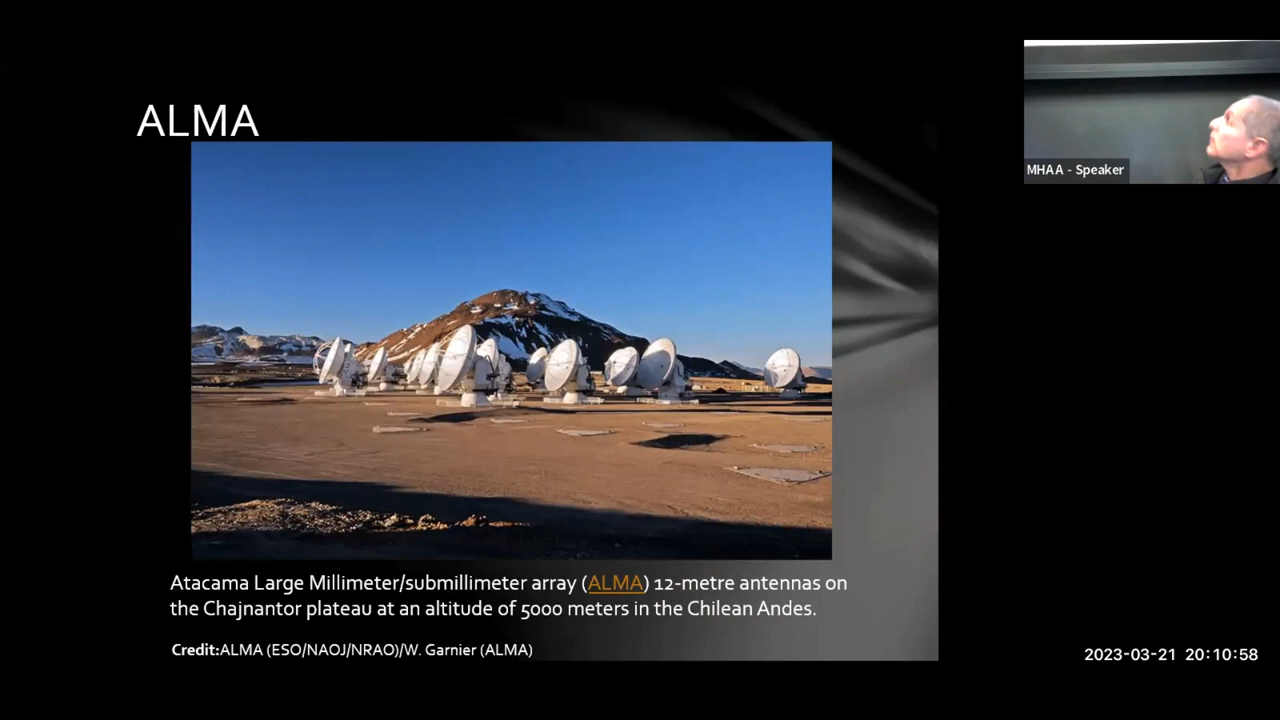 ALMA
MHAA - Speaker
Atacama Large Millimeter/submillimeter array (ALMA) 12-metre antennas on
the Chajnantor plateau at an altitude of 5000 meters in the Chilean Andes.
Credit:ALMA (ESO/NAOJ/NRAO)/W. Garnier (ALMA)
2023-03-21 20:10:58